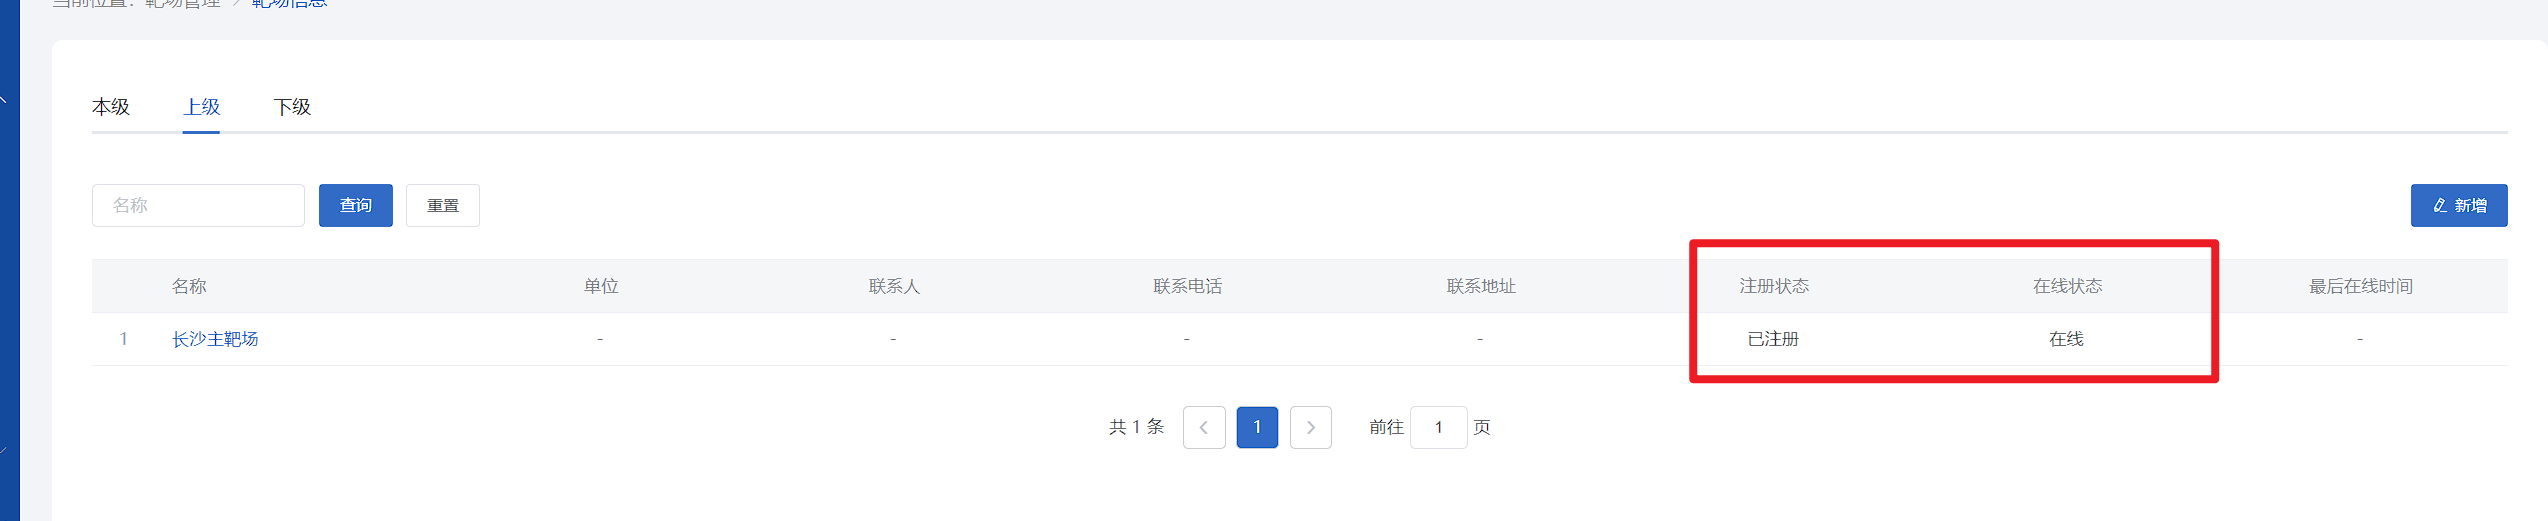 当前位置：靶场管理 / 靶场信息
本级 上级 下级
名称 查询 重置 新增
名称 单位 联系人 联系电话 联系地址 注册状态 在线状态 最后在线时间
1 长沙主靶场 - - - - 已注册 在线 -
共 1 条 < 1 > 前往 1 页